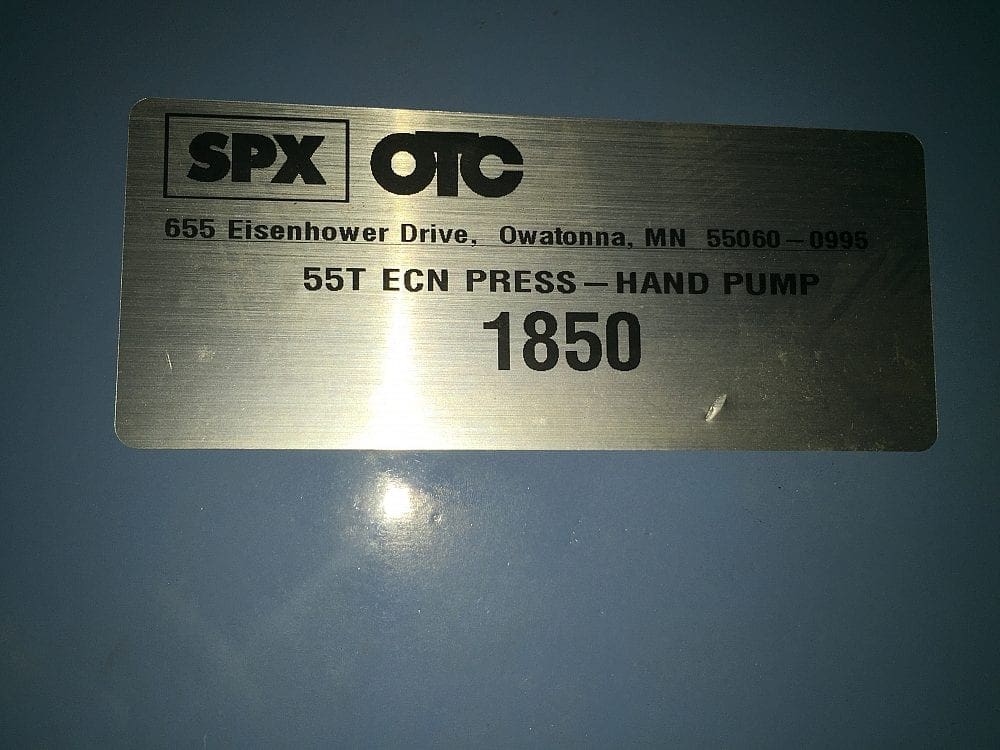 SPX OTC
655 Eisenhower Drive, Owatonna, MN 55060-0995
55T ECN PRESS-HAND PUMP
1850